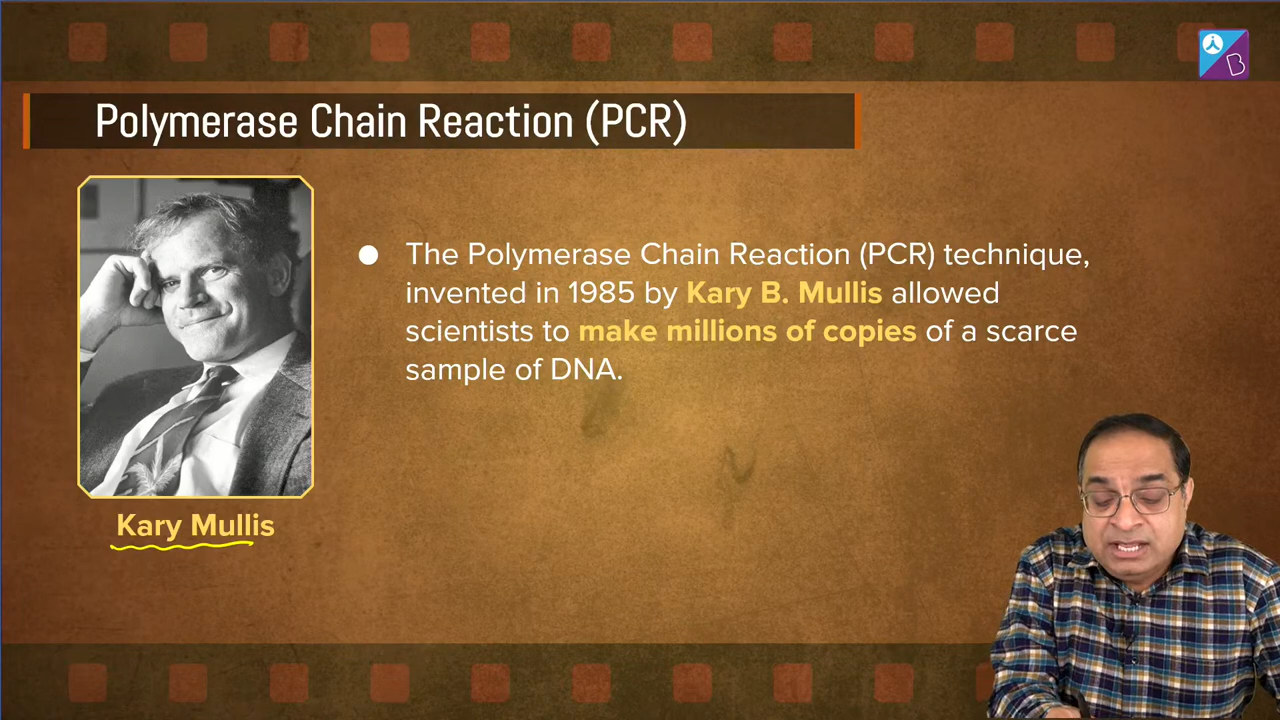 Polymerase Chain Reaction (PCR)
● The Polymerase Chain Reaction (PCR) technique,
invented in 1985 by Kary B. Mullis allowed
scientists to make millions of copies of a scarce
sample of DNA.
Kary Mullis
B